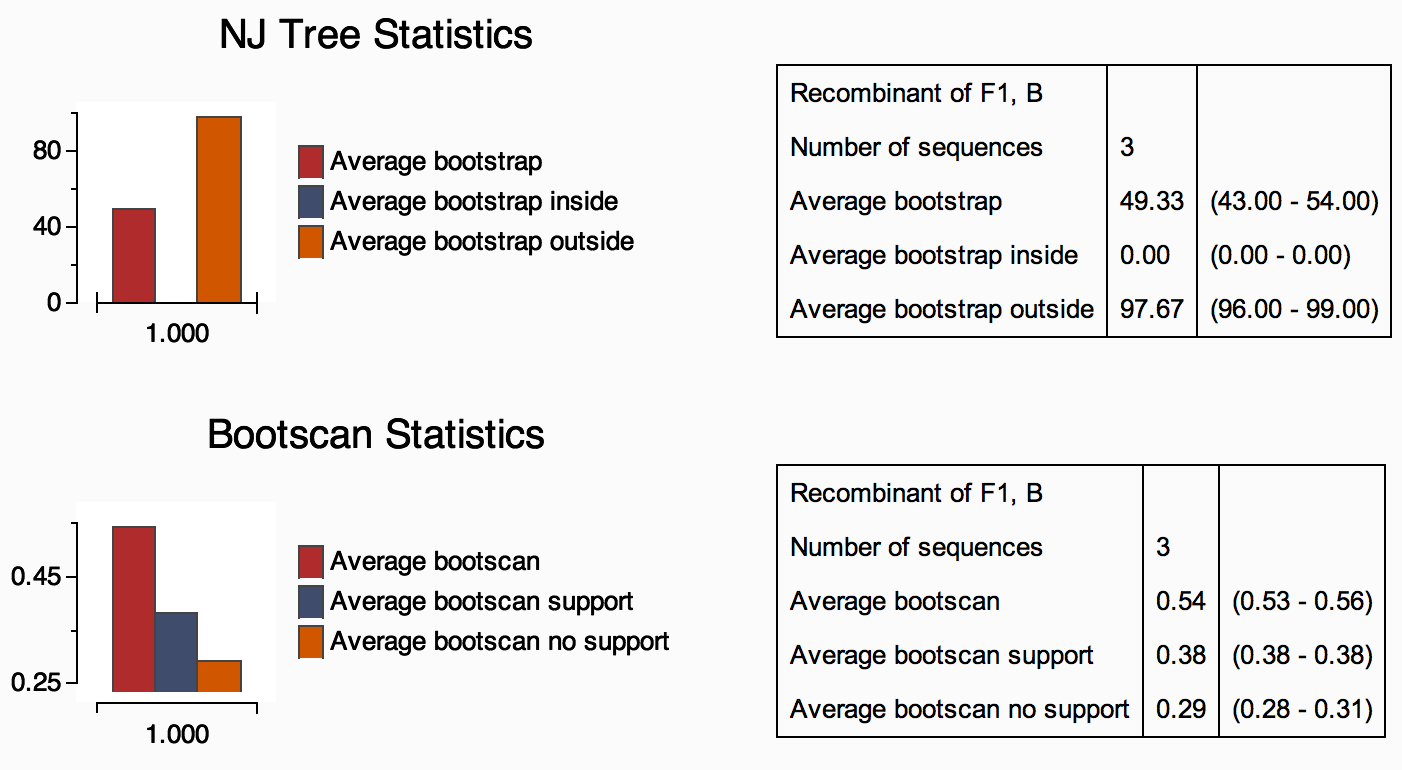 NJ Tree Statistics
80
40
0
1.000
Average bootstrap
Average bootstrap inside
Average bootstrap outside
Recombinant of F1, B
Number of sequences 3
Average bootstrap 49.33 (43.00 - 54.00)
Average bootstrap inside 0.00 (0.00 - 0.00)
Average bootstrap outside 97.67 (96.00 - 99.00)
Bootscan Statistics
0.45
0.25
1.000
Average bootscan
Average bootscan support
Average bootscan no support
Recombinant of F1, B
Number of sequences 3
Average bootscan 0.54 (0.53 - 0.56)
Average bootscan support 0.38 (0.38 - 0.38)
Average bootscan no support 0.29 (0.28 - 0.31)